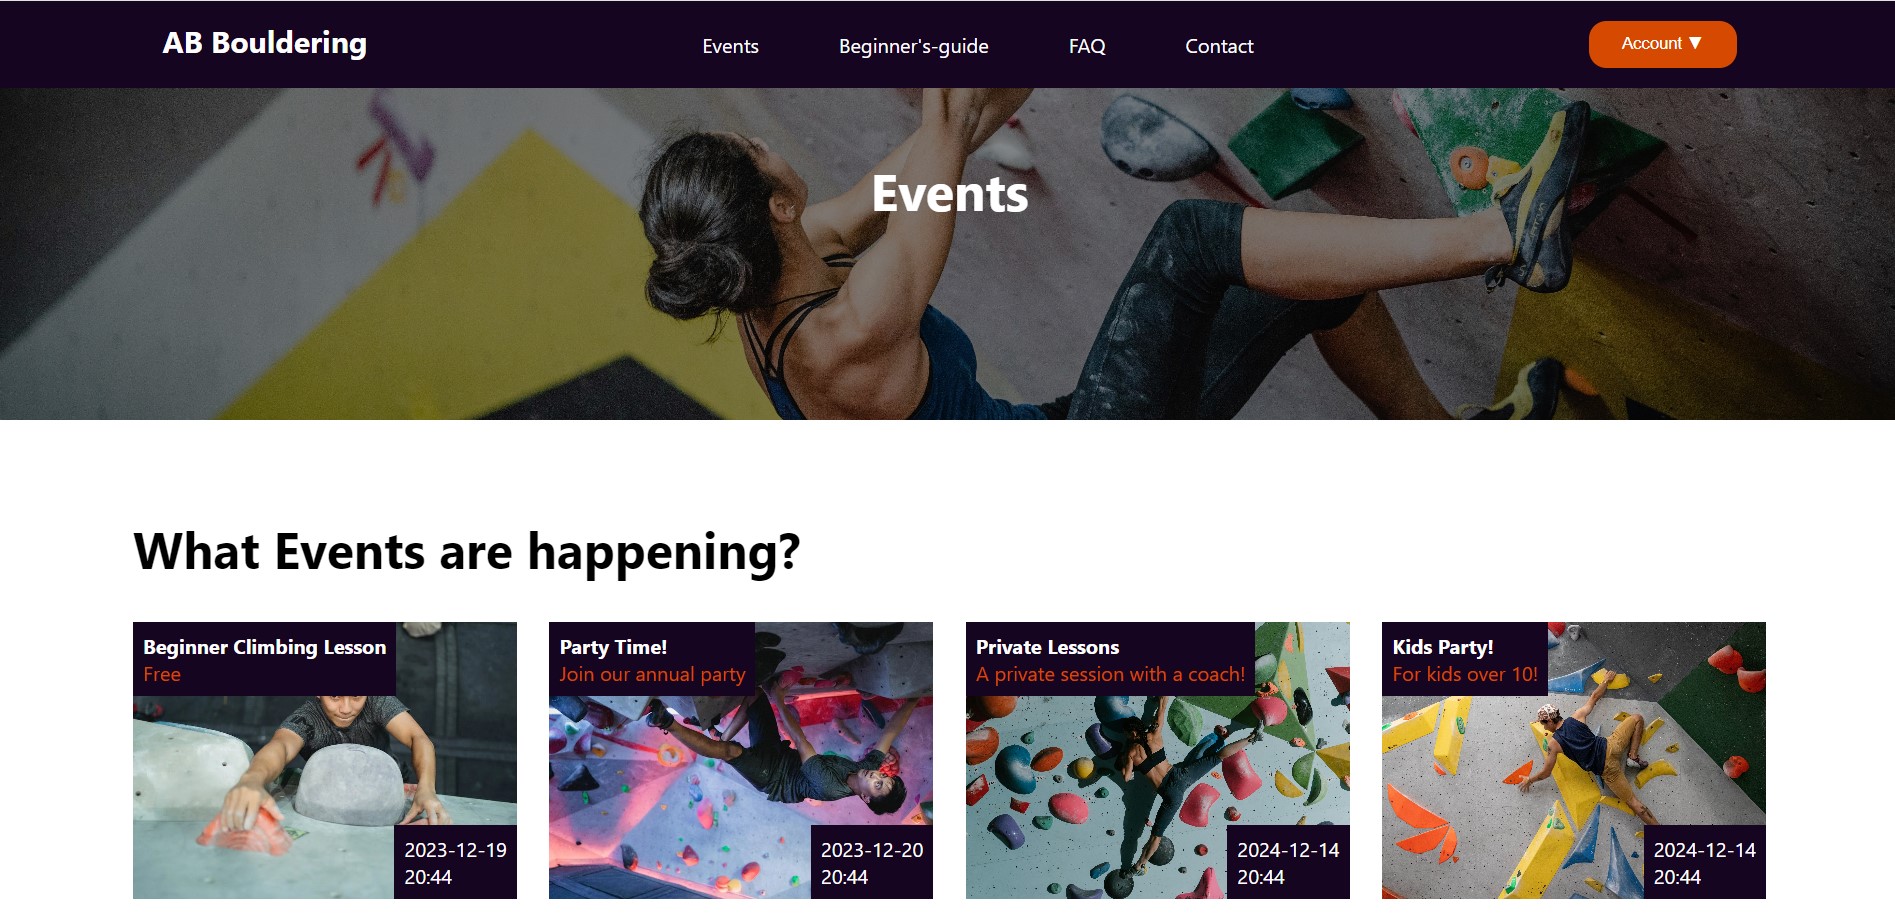 AB Bouldering
Events
Beginner's-guide
FAQ
Contact
Account ▼
Events
What Events are happening?
Beginner Climbing Lesson
Free
2023-12-19
20:44
Party Time!
Join our annual party
2023-12-20
20:44
Private Lessons
A private session with a coach!
2024-12-14
20:44
Kids Party!
For kids over 10!
2024-12-14
20:44